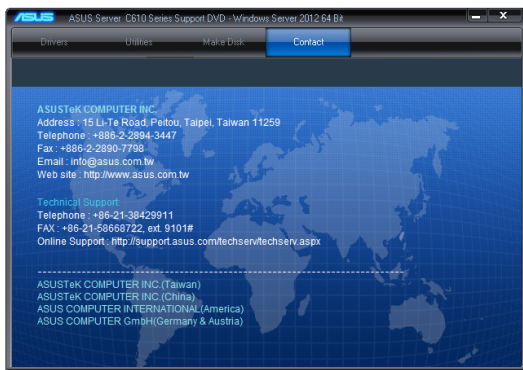 ASUS ASUS Server C610 Series Support DVD - Windows Server 2012 64 Bit
Drivers Utilities Make Disk Contact
ASUSTeK COMPUTER INC.
Address : 15 Li-Te Road, Peitou, Taipei, Taiwan 11259
Telephone : +886-2-2894-3447
Fax : +886-2-2890-7798
Email : info@asus.com.tw
Web site : http://www.asus.com.tw
Technical Support:
Telephone : +86-21-38429911
FAX : +86-21-58668722, ext. 9101#
Online Support : http://support.asus.com/techserv/techserv.aspx
--------------------------------------------------------------------------------
ASUSTeK COMPUTER INC.(Taiwan)
ASUSTeK COMPUTER INC.(China)
ASUS COMPUTER INTERNATIONAL(America)
ASUS COMPUTER GmbH(Germany & Austria)